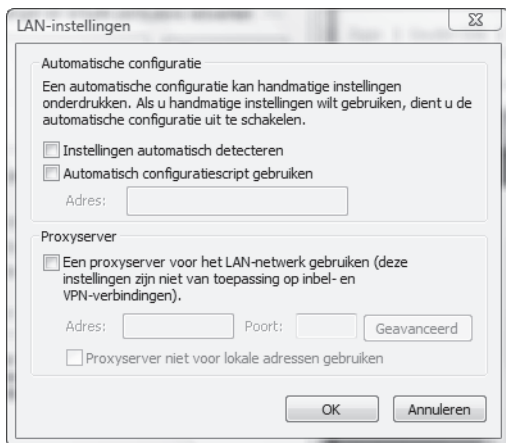 LAN-instellingen
Automatische configuratie
Een automatische configuratie kan handmatige instellingen
onderdrukken. Als u handmatige instellingen wilt gebruiken, dient u de
automatische configuratie uit te schakelen.
Instellingen automatisch detecteren
Automatisch configuratiescript gebruiken
Adres:
Proxyserver
Een proxyserver voor het LAN-netwerk gebruiken (deze
instellingen zijn niet van toepassing op inbel- en
VPN-verbindingen).
Adres: Poort: Geavanceerd
Proxyserver niet voor lokale adressen gebruiken
OK Annuleren